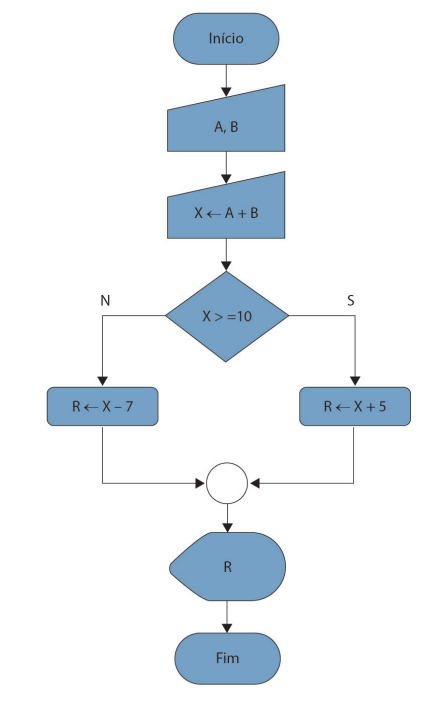 Início
A, B
X ← A + B
N
S
X > =10
R ← X – 7
R ← X + 5
R
Fim